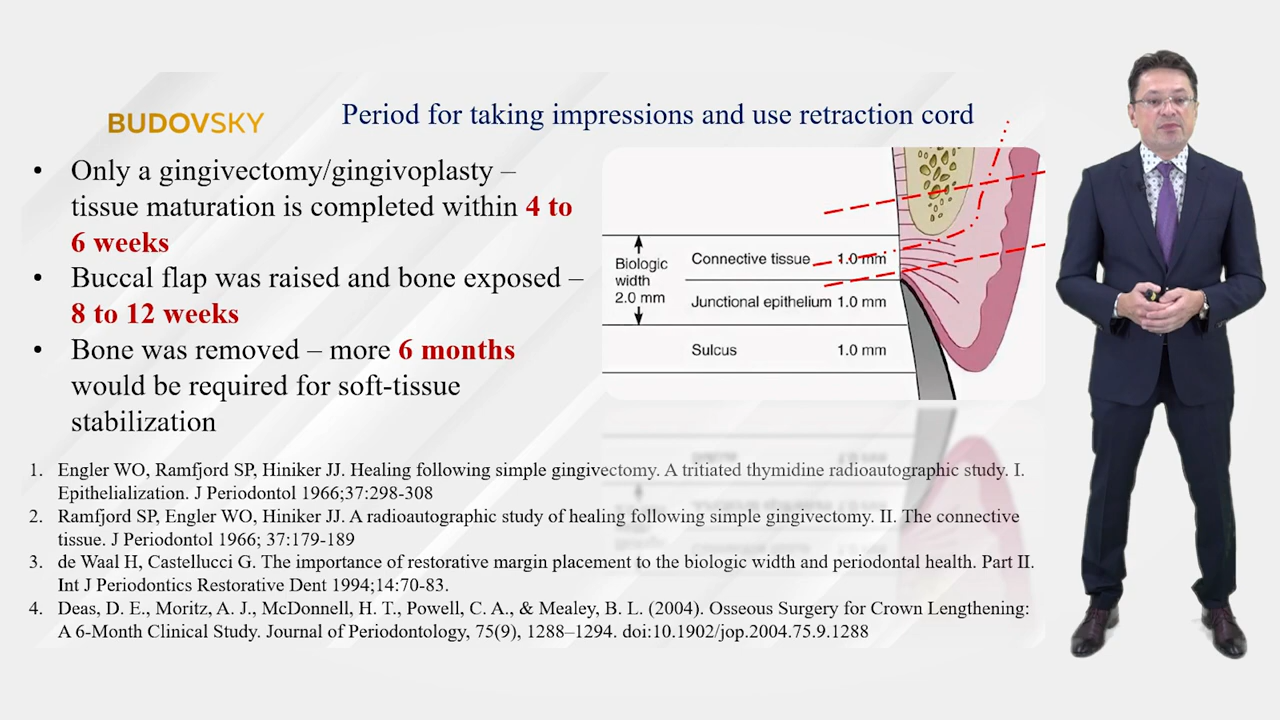 BUDOVSKY
Period for taking impressions and use retraction cord
• Only a gingivectomy/gingivoplasty –
tissue maturation is completed within 4 to
6 weeks
• Buccal flap was raised and bone exposed –
8 to 12 weeks
• Bone was removed – more 6 months
would be required for soft-tissue
stabilization
Biologic
width
2.0 mm
Connective tissue 1.0 mm
Junctional epithelium 1.0 mm
Sulcus 1.0 mm
1. Engler WO, Ramfjord SP, Hiniker JJ. Healing following simple gingivectomy. A tritiated thymidine radioautographic study. I.
Epithelialization. J Periodontol 1966;37:298-308
2. Ramfjord SP, Engler WO, Hiniker JJ. A radioautographic study of healing following simple gingivectomy. II. The connective
tissue. J Periodontol 1966; 37:179-189
3. de Waal H, Castellucci G. The importance of restorative margin placement to the biologic width and periodontal health. Part II.
Int J Periodontics Restorative Dent 1994;14:70-83.
4. Deas, D. E., Moritz, A. J., McDonnell, H. T., Powell, C. A., & Mealey, B. L. (2004). Osseous Surgery for Crown Lengthening:
A 6-Month Clinical Study. Journal of Periodontology, 75(9), 1288–1294. doi:10.1902/jop.2004.75.9.1288